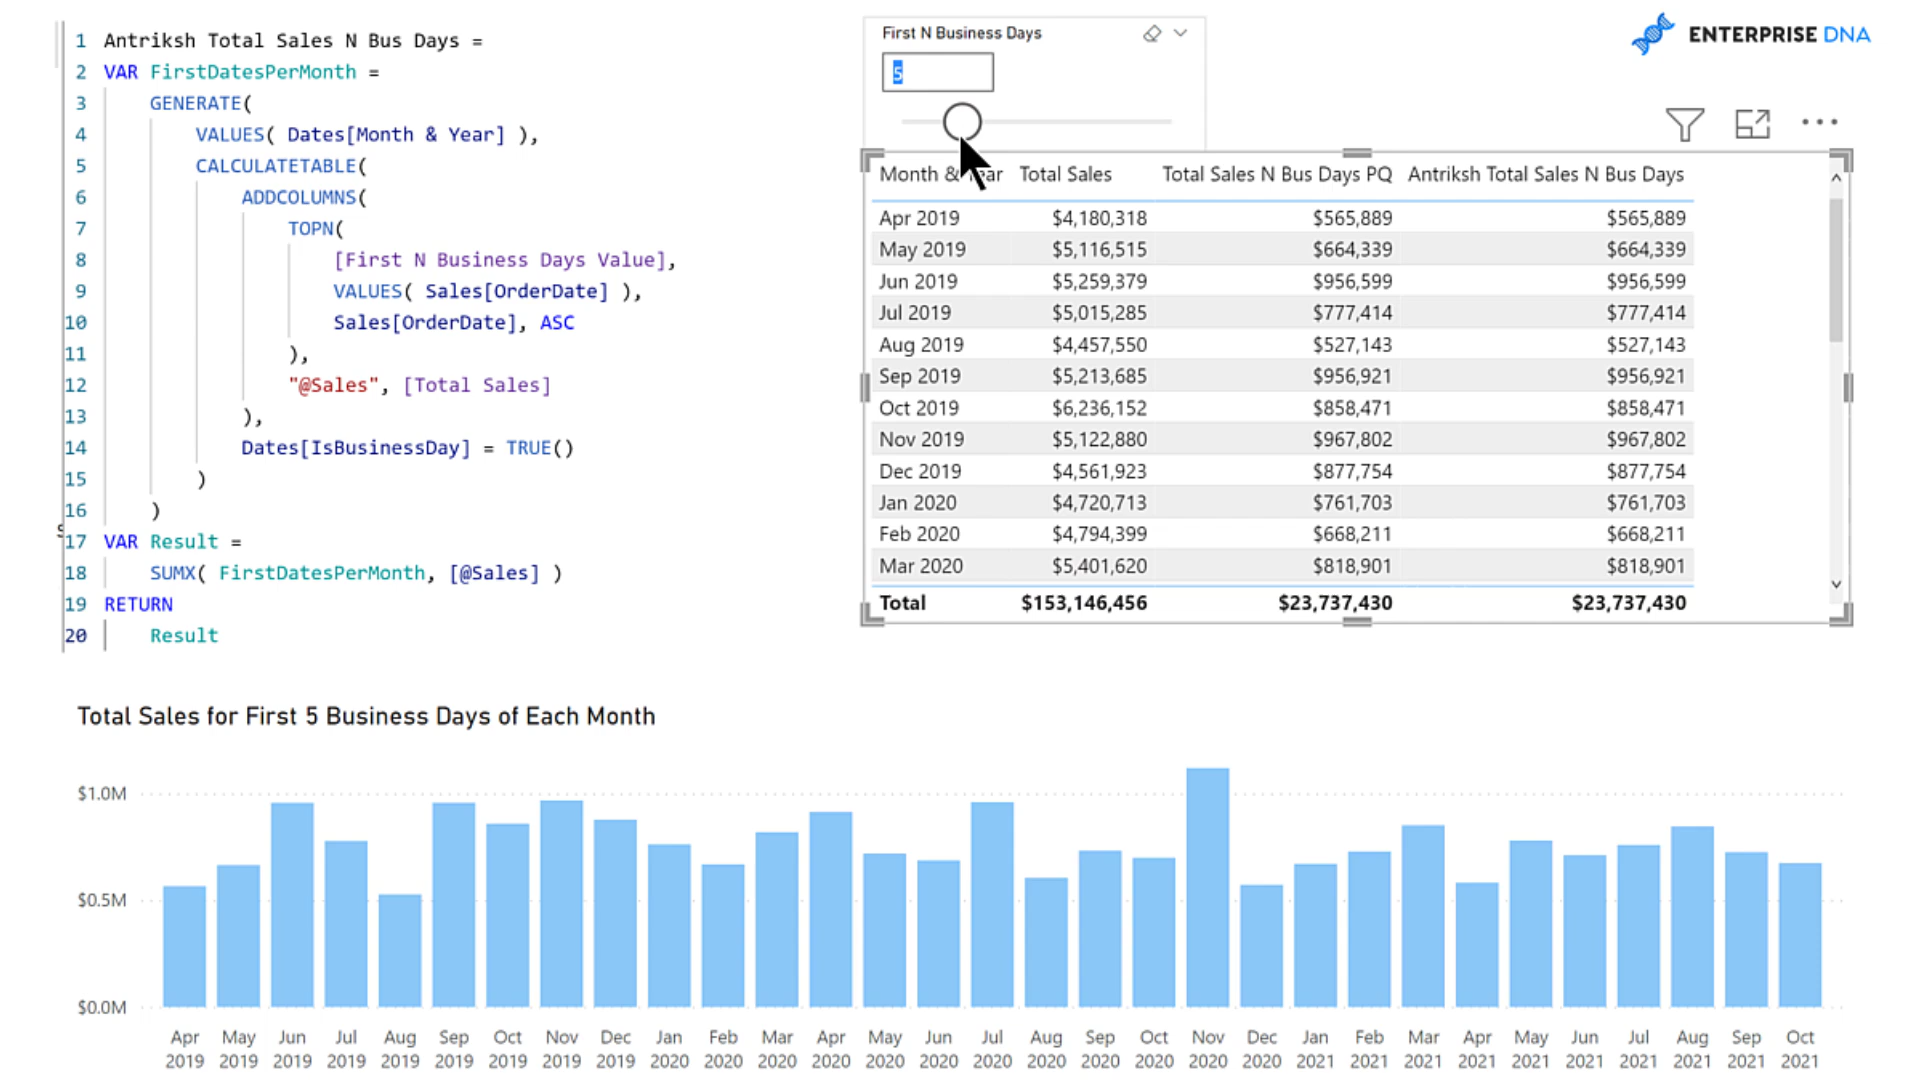 1 Antriksh Total Sales N Bus Days =
2 VAR FirstDatesPerMonth =
3 GENERATE(
4 VALUES( Dates[Month & Year] ),
5 CALCULATETABLE(
6 ADDCOLUMNS(
7 TOPN(
8 [First N Business Days Value],
9 VALUES( Sales[OrderDate] ),
10 Sales[OrderDate], ASC
11 ),
12 "@Sales", [Total Sales]
13 ),
14 Dates[IsBusinessDay] = TRUE()
15 )
16 )
17 VAR Result =
18 SUMX( FirstDatesPerMonth, [@Sales] )
19 RETURN
20 Result
First N Business Days
5
ENTERPRISE DNA
Month & Year Total Sales Total Sales N Bus Days PQ Antriksh Total Sales N Bus Days
Apr 2019 $4,180,318 $565,889 $565,889
May 2019 $5,116,515 $664,339 $664,339
Jun 2019 $5,259,379 $956,599 $956,599
Jul 2019 $5,015,285 $777,414 $777,414
Aug 2019 $4,457,550 $527,143 $527,143
Sep 2019 $5,213,685 $956,921 $956,921
Oct 2019 $6,236,152 $858,471 $858,471
Nov 2019 $5,122,880 $967,802 $967,802
Dec 2019 $4,561,923 $877,754 $877,754
Jan 2020 $4,720,713 $761,703 $761,703
Feb 2020 $4,794,399 $668,211 $668,211
Mar 2020 $5,401,620 $818,901 $818,901
Total $153,146,456 $23,737,430 $23,737,430
Total Sales for First 5 Business Days of Each Month
$1.0M
$0.5M
$0.0M
Apr May Jun Jul Aug Sep Oct Nov Dec Jan Feb Mar Apr May Jun Jul Aug Sep Oct Nov Dec Jan Feb Mar Apr May Jun Jul Aug Sep Oct
2019 2019 2019 2019 2019 2019 2019 2019 2019 2020 2020 2020 2020 2020 2020 2020 2020 2020 2020 2020 2020 2021 2021 2021 2021 2021 2021 2021 2021 2021 2021